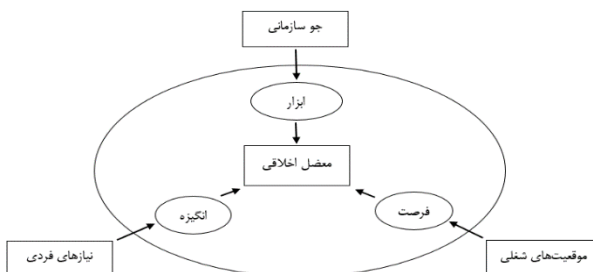 جو سازمانی
ابزار
معضل اخلاقی
فرصت
انگیزه
موقعیت‌های شغلی
نیازهای فردی